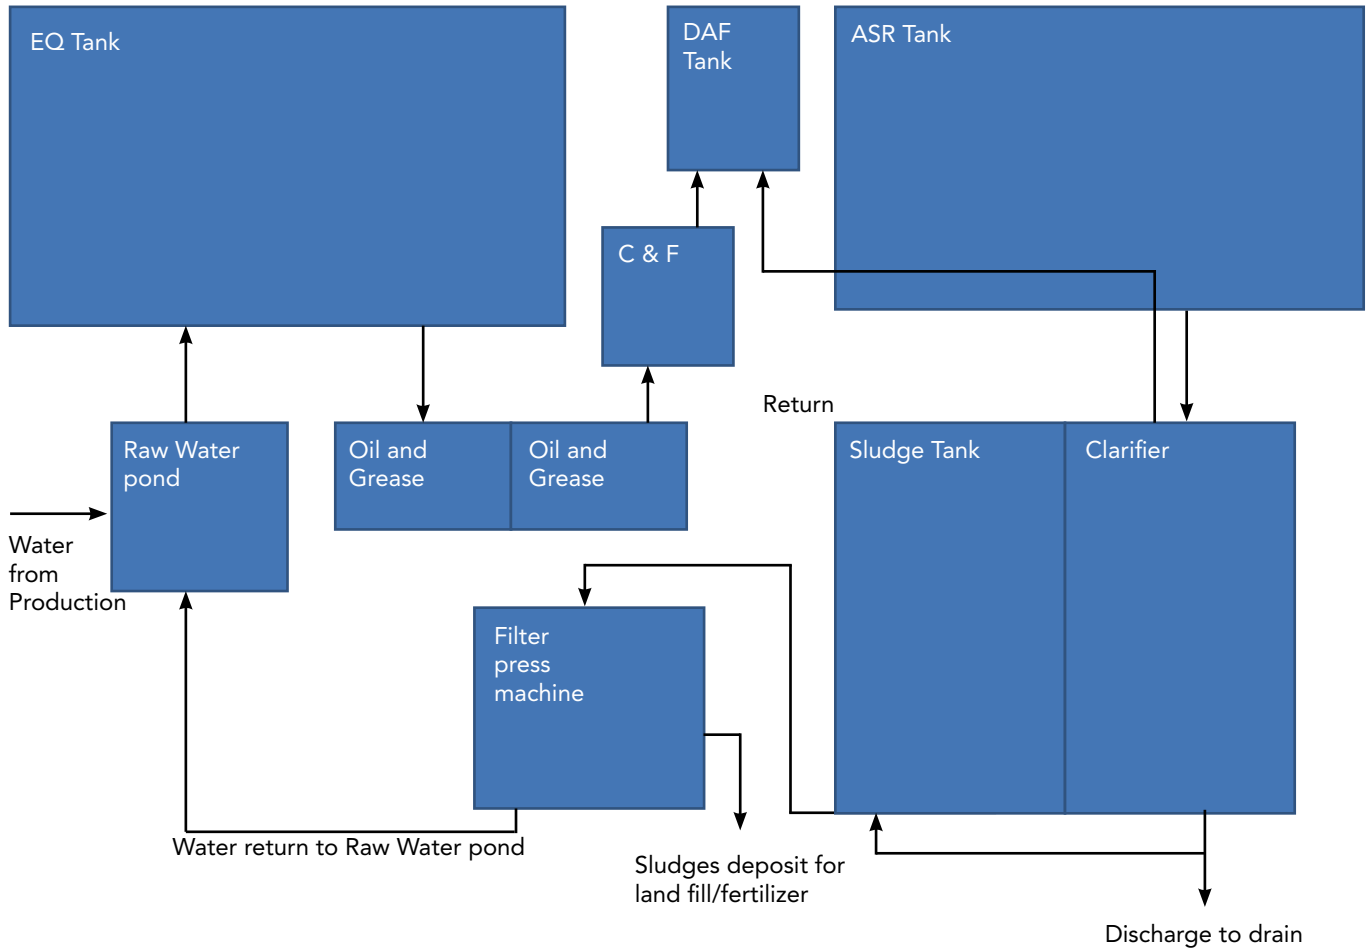 EQ Tank
DAF
Tank
ASR Tank
C & F
Return
Raw Water
pond
Oil and
Grease
Oil and
Grease
Sludge Tank
Clarifier
Water
from
Production
Filter
press
machine
Water return to Raw Water pond
Sludges deposit for
land fill/fertilizer
Discharge to drain